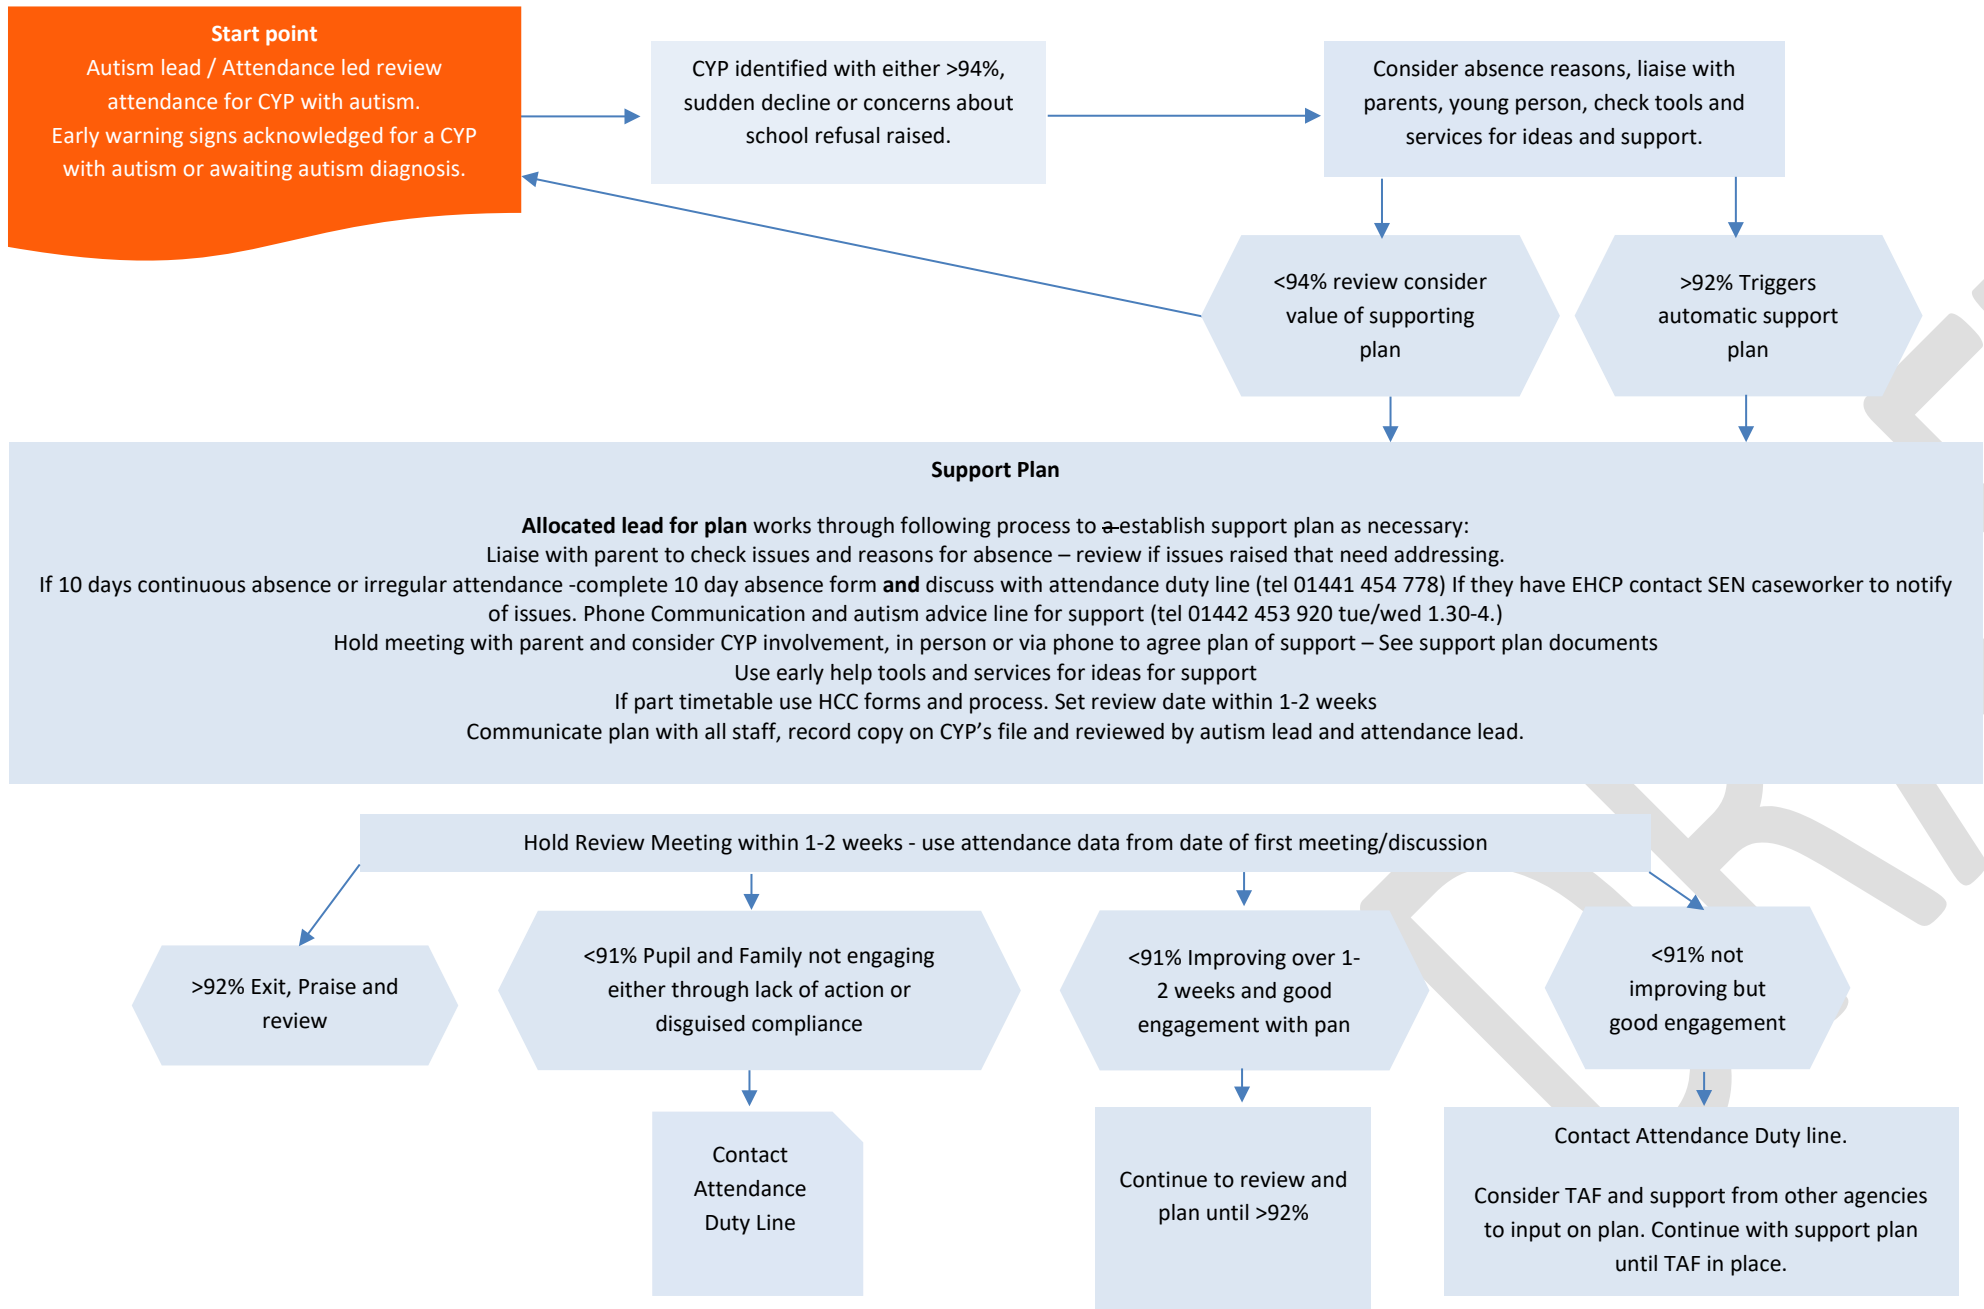 Start point
Autism lead / Attendance led review
attendance for CYP with autism.
Early warning signs acknowledged for a CYP
with autism or awaiting autism diagnosis.
CYP identified with either >94%,
sudden decline or concerns about
school refusal raised.
Consider absence reasons, liaise with
parents, young person, check tools and
services for ideas and support.
<94% review consider
value of supporting
plan
>92% Triggers
automatic support
plan
Support Plan
Allocated lead for plan works through following process to a establish support plan as necessary:
Liaise with parent to check issues and reasons for absence – review if issues raised that need addressing.
If 10 days continuous absence or irregular attendance -complete 10 day absence form and discuss with attendance duty line (tel 01441 454 778) If they have EHCP contact SEN caseworker to notify
of issues. Phone Communication and autism advice line for support (tel 01442 453 920 tue/wed 1.30-4.)
Hold meeting with parent and consider CYP involvement, in person or via phone to agree plan of support – See support plan documents
Use early help tools and services for ideas for support
If part timetable use HCC forms and process. Set review date within 1-2 weeks
Communicate plan with all staff, record copy on CYP’s file and reviewed by autism lead and attendance lead.
Hold Review Meeting within 1-2 weeks - use attendance data from date of first meeting/discussion
>92% Exit, Praise and
review
<91% Pupil and Family not engaging
either through lack of action or
disguised compliance
<91% Improving over 1-
2 weeks and good
engagement with pan
<91% not
improving but
good engagement
Contact
Attendance
Duty Line
Continue to review and
plan until >92%
Contact Attendance Duty line.
Consider TAF and support from other agencies
to input on plan. Continue with support plan
until TAF in place.